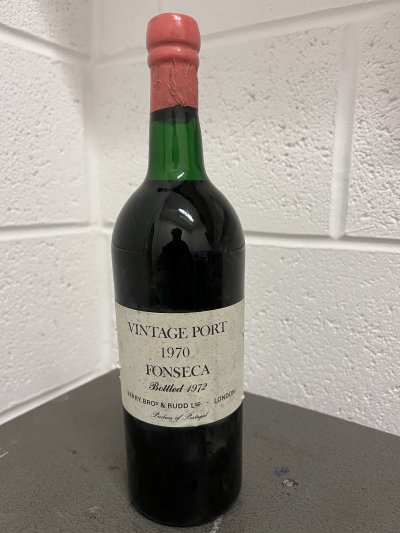 VINTAGE PORT
1970
FONSECA
Bottled 1972
BERRY BROS & RUDD LTD - LONDON
Produce of Portugal